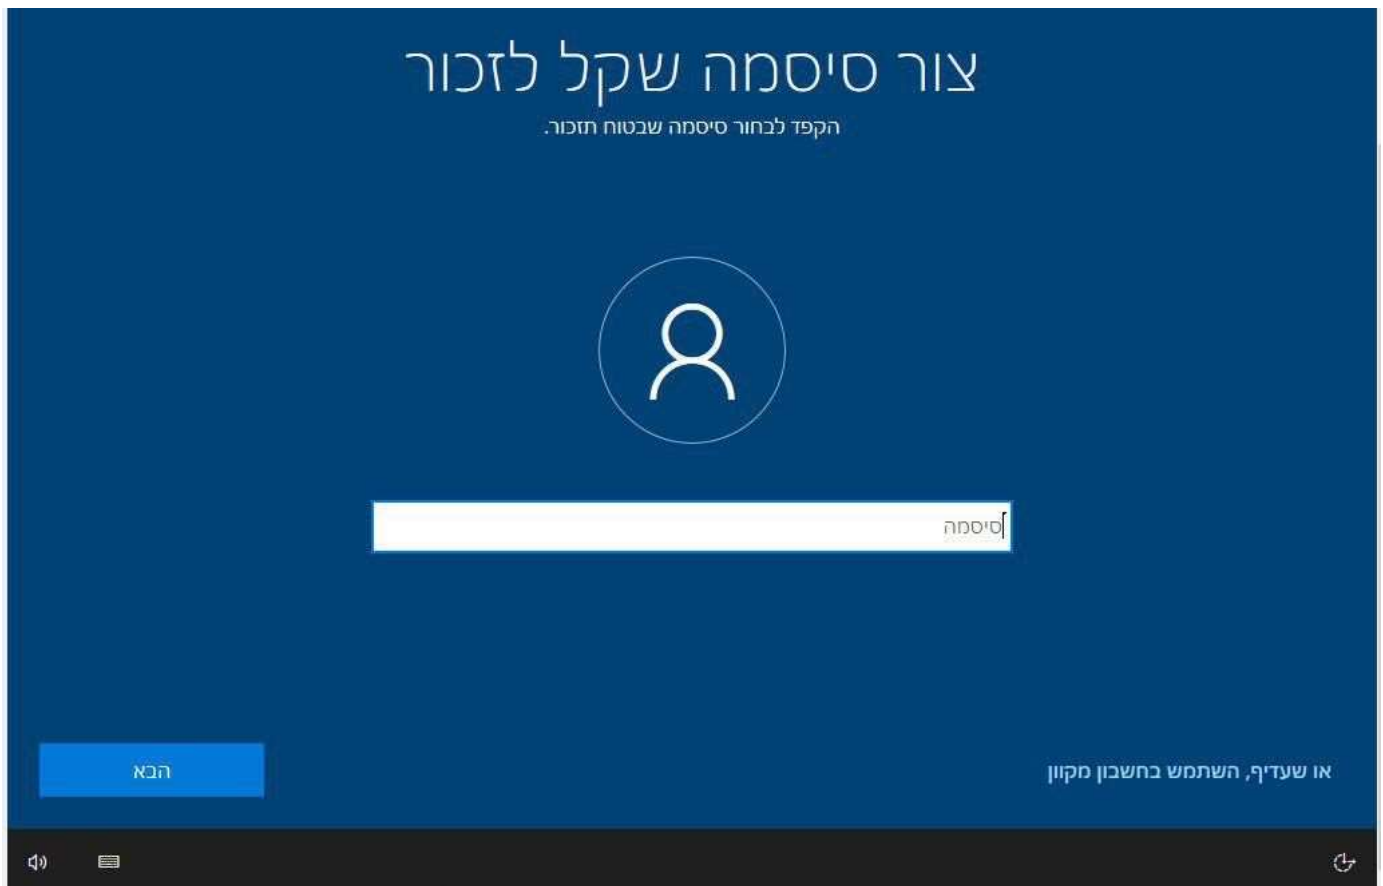 צור סיסמה שקל לזכור
הקפד לבחור סיסמה שבטוח תזכור.
סיסמה
או שעדיף, השתמש בחשבון מקוון
הבא